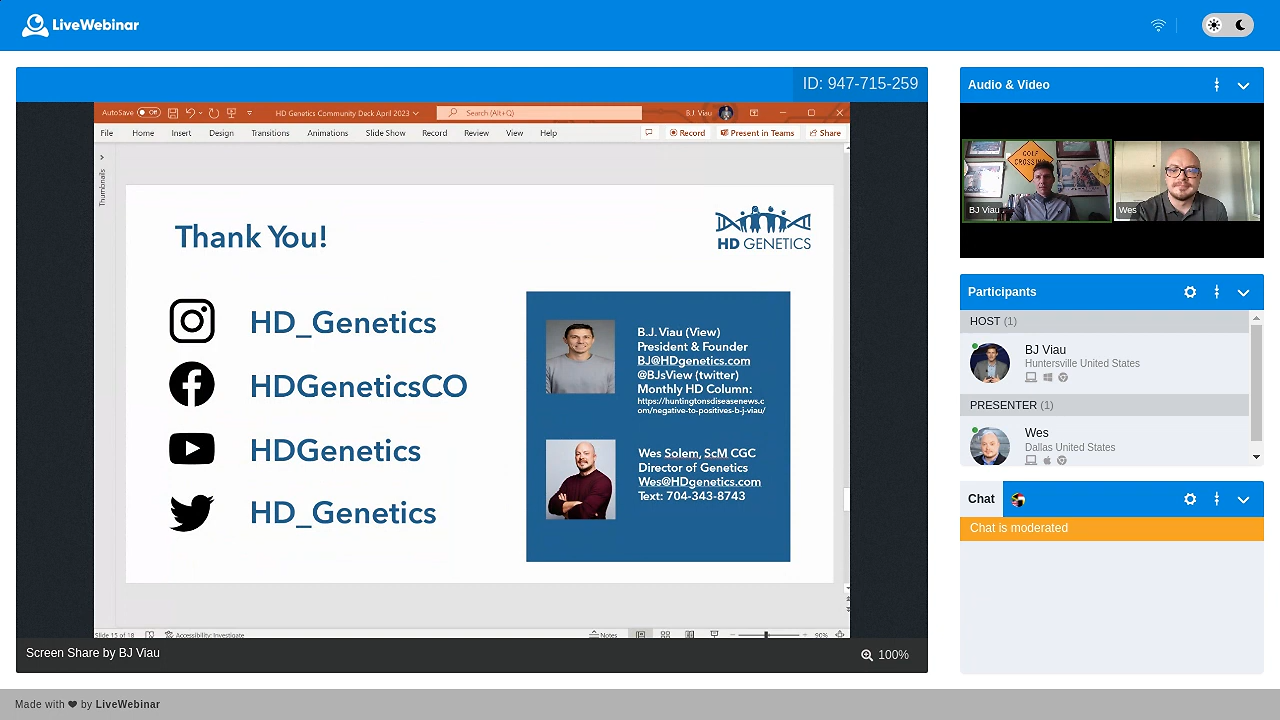 LiveWebinar
ID: 947-715-259
AutoSave Off
HD Genetics Community Deck April 2023
Search (Alt+Q)
B.J. Viau
File Home Insert Design Transitions Animations Slide Show Record Review View Help
Record Present in Teams Share
Thumbnails
Thank You!
HD GENETICS
HD_Genetics
HDGeneticsCO
HDGenetics
HD_Genetics
B.J. Viau (View)
President & Founder
BJ@HDgenetics.com
@BJsView (twitter)
Monthly HD Column:
https://huntingtonsdiseasenews.c
om/negative-to-positives-b-j-viau/
Wes Solem, ScM CGC
Director of Genetics
Wes@HDgenetics.com
Text: 704-343-8743
Slide 15 of 18
Accessibility: Investigate
Notes
90%
Screen Share by BJ Viau
100%
Audio & Video
GOLF
CROSSING
BJ Viau
Wes
Participants
HOST (1)
BJ Viau
Huntersville United States
PRESENTER (1)
Wes
Dallas United States
Chat
Chat is moderated
Made with ❤ by LiveWebinar